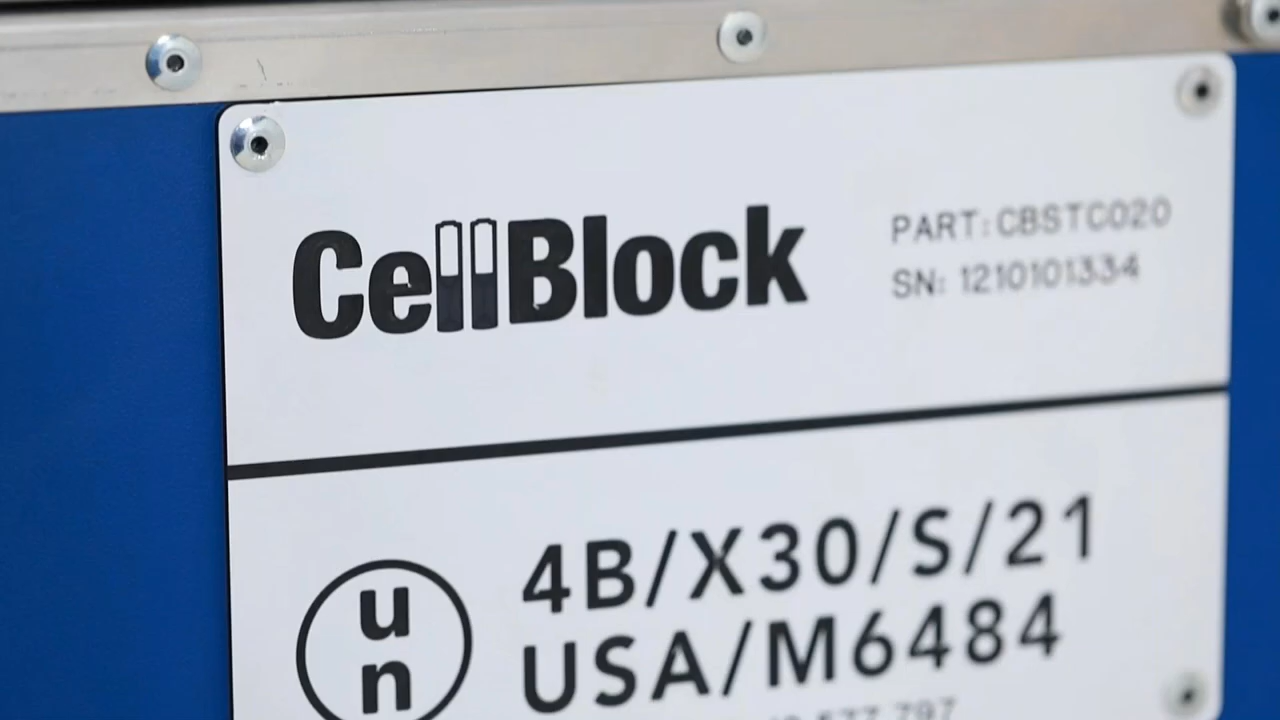 CellBlock
PART: CBSTC020
SN: 1210101334
un
4B/X30/S/21
USA/M6484